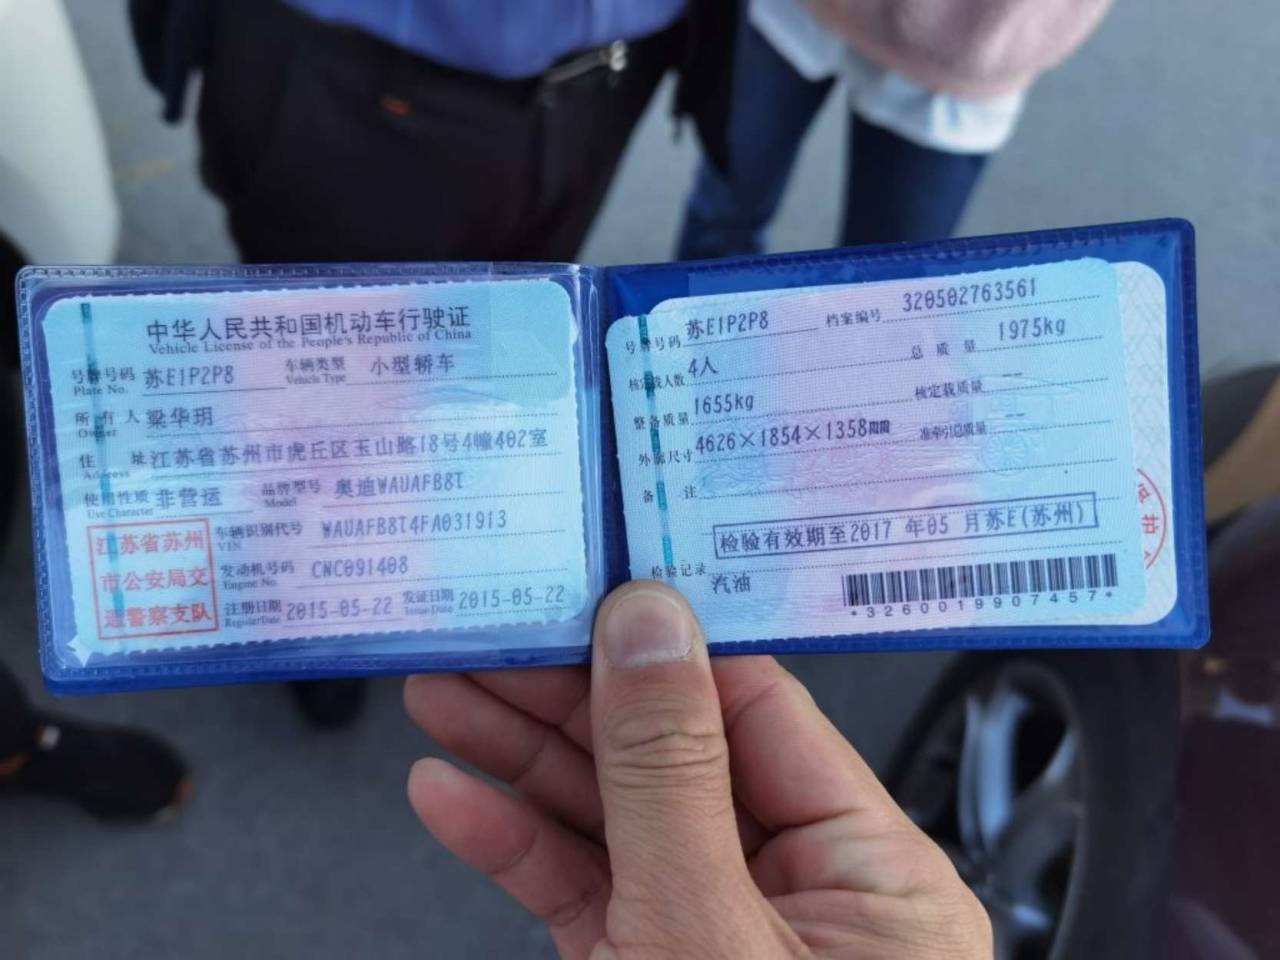 中华人民共和国机动车行驶证
Vehicle License of the People's Republic of China
号牌号码 苏E1P2P8 车辆类型 小型轿车
Plate No. Vehicle Type
所有人 梁华玥
Owner
住址 江苏省苏州市虎丘区玉山路18号4幢402室
Address
使用性质 非营运 品牌型号 奥迪WAUAFB8T
Use Character Model
江苏省苏州
市公安局交
通警察支队
车辆识别代号 WAUAFB8T4FA031913
VIN
发动机号码 CNC091408
Engine No.
注册日期 2015-05-22 发证日期 2015-05-22
Register Date Issue Date
号牌号码 苏E1P2P8 档案编号 320502763561
核定载人数 4人 总质量 1975kg
整备质量 1655kg 核定载质量 --
外廓尺寸 4626×1854×1358 准牵引总质量 --
备注
检验有效期至2017 年05 月苏E(苏州)
检验记录
汽油
*3260019907457*